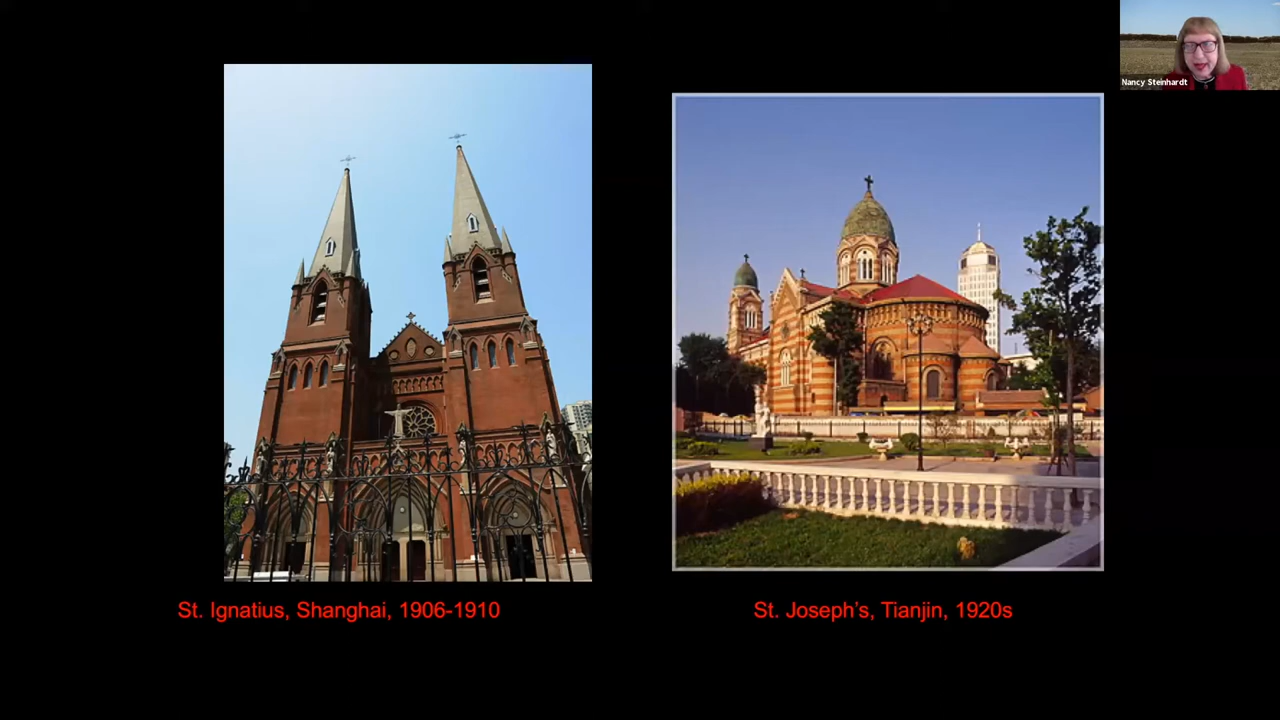 Nancy Steinhardt
St. Ignatius, Shanghai, 1906-1910
St. Joseph's, Tianjin, 1920s